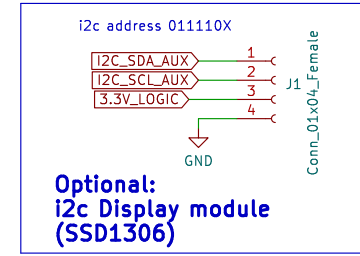 i2c address 011110X
I2C_SDA_AUX 1
I2C_SCL_AUX 2
3.3V_LOGIC 3
4
J1
Conn_01x04_Female
GND
Optional:
i2c Display module
(SSD1306)